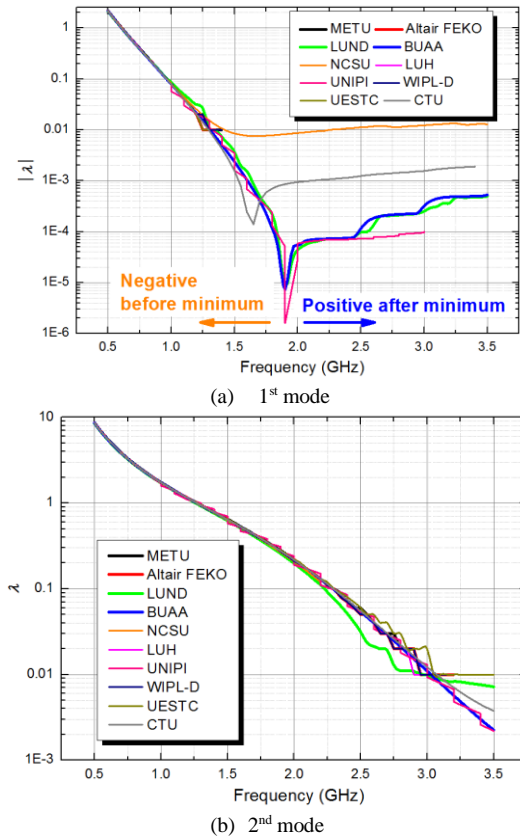 1
0.1
0.01
1E-3
1E-4
1E-5
1E-6
| λ |
METU Altair FEKO
LUND BUAA
NCSU LUH
UNIPI WIPL-D
UESTC CTU
Negative
before minimum
Positive after minimum
0.5 1.0 1.5 2.0 2.5 3.0 3.5
Frequency (GHz)
(a) 1st mode
10
1
0.1
0.01
1E-3
λ
METU
Altair FEKO
LUND
BUAA
NCSU
LUH
UNIPI
WIPL-D
UESTC
CTU
0.5 1.0 1.5 2.0 2.5 3.0 3.5
Frequency (GHz)
(b) 2nd mode